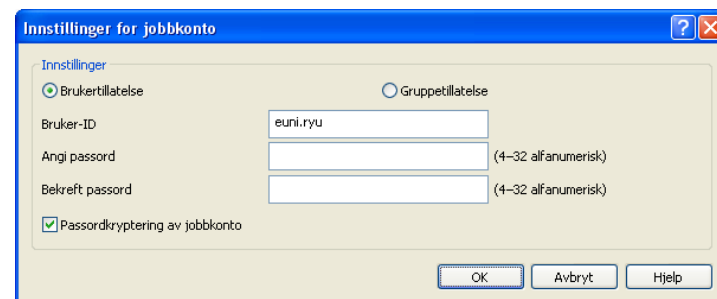 Innstillinger for jobbkonto
Innstillinger
Brukertillatelse Gruppetillatelse
Bruker-ID euni.ryu
Angi passord (4–32 alfanumerisk)
Bekreft passord (4–32 alfanumerisk)
Passordkryptering av jobbkonto
OK Avbryt Hjelp